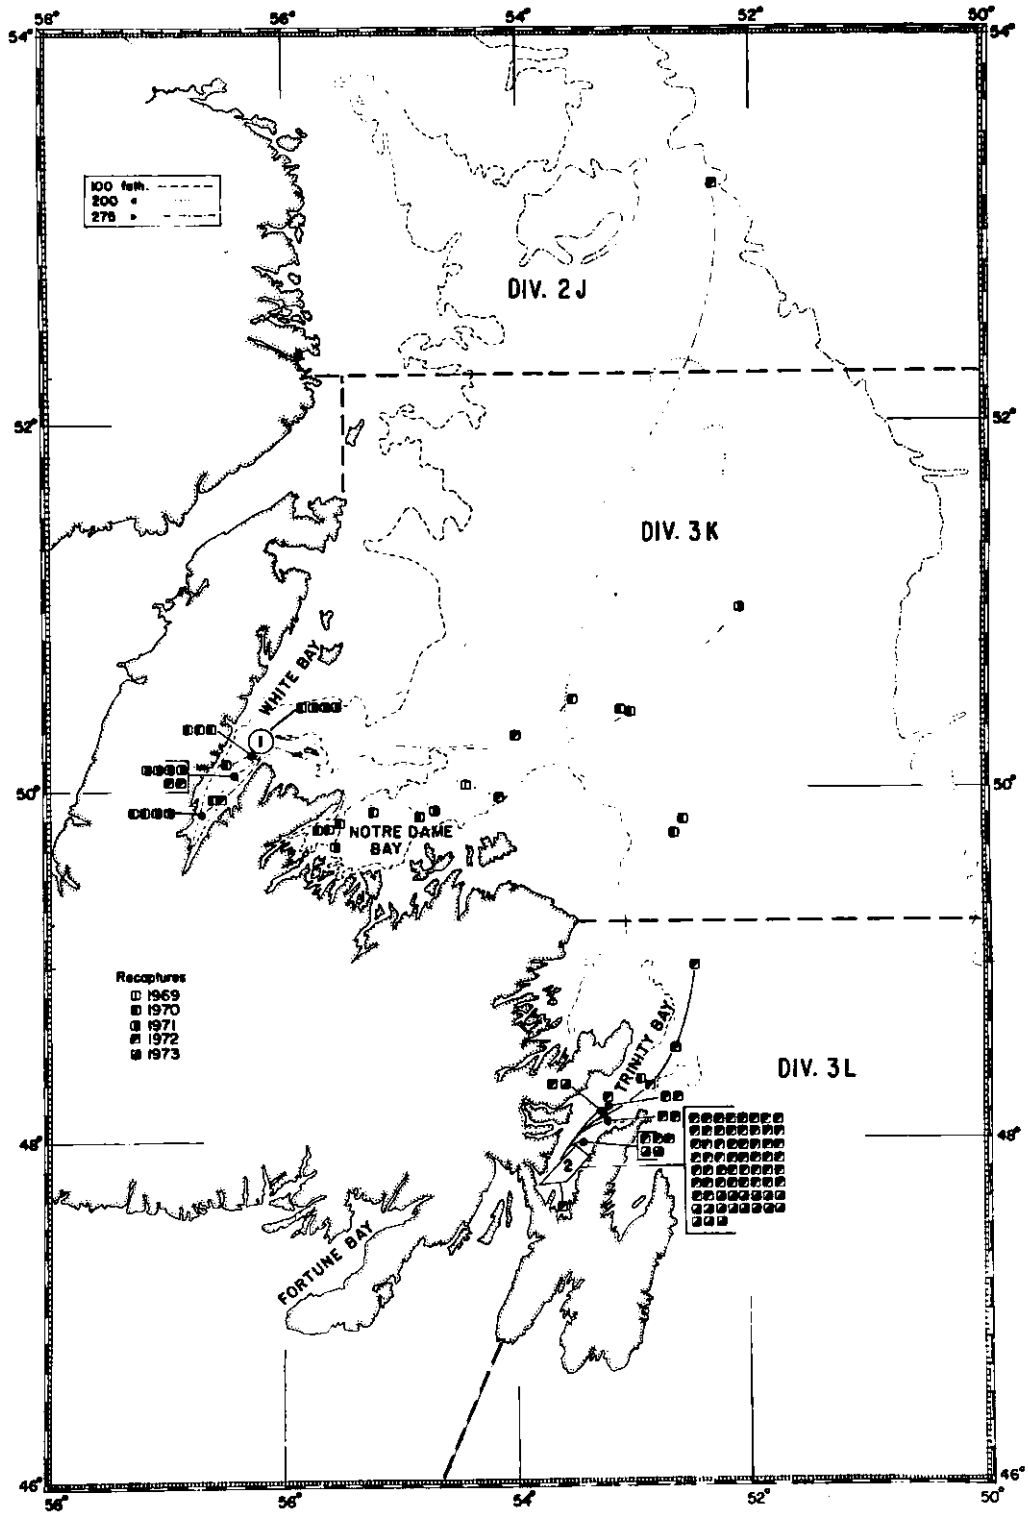 56° 56° 54° 52° 50°
54° 54°
100 fath.
200 "
275 "
DIV. 2J
52° 52°
DIV. 3K
WHITE BAY
1
50° 50°
NOTRE DAME
BAY
Recaptures
1969
1970
1971
1972
1973
TRINITY BAY
DIV. 3L
48° 48°
2
FORTUNE BAY
46° 46°
58° 56° 54° 52° 50°